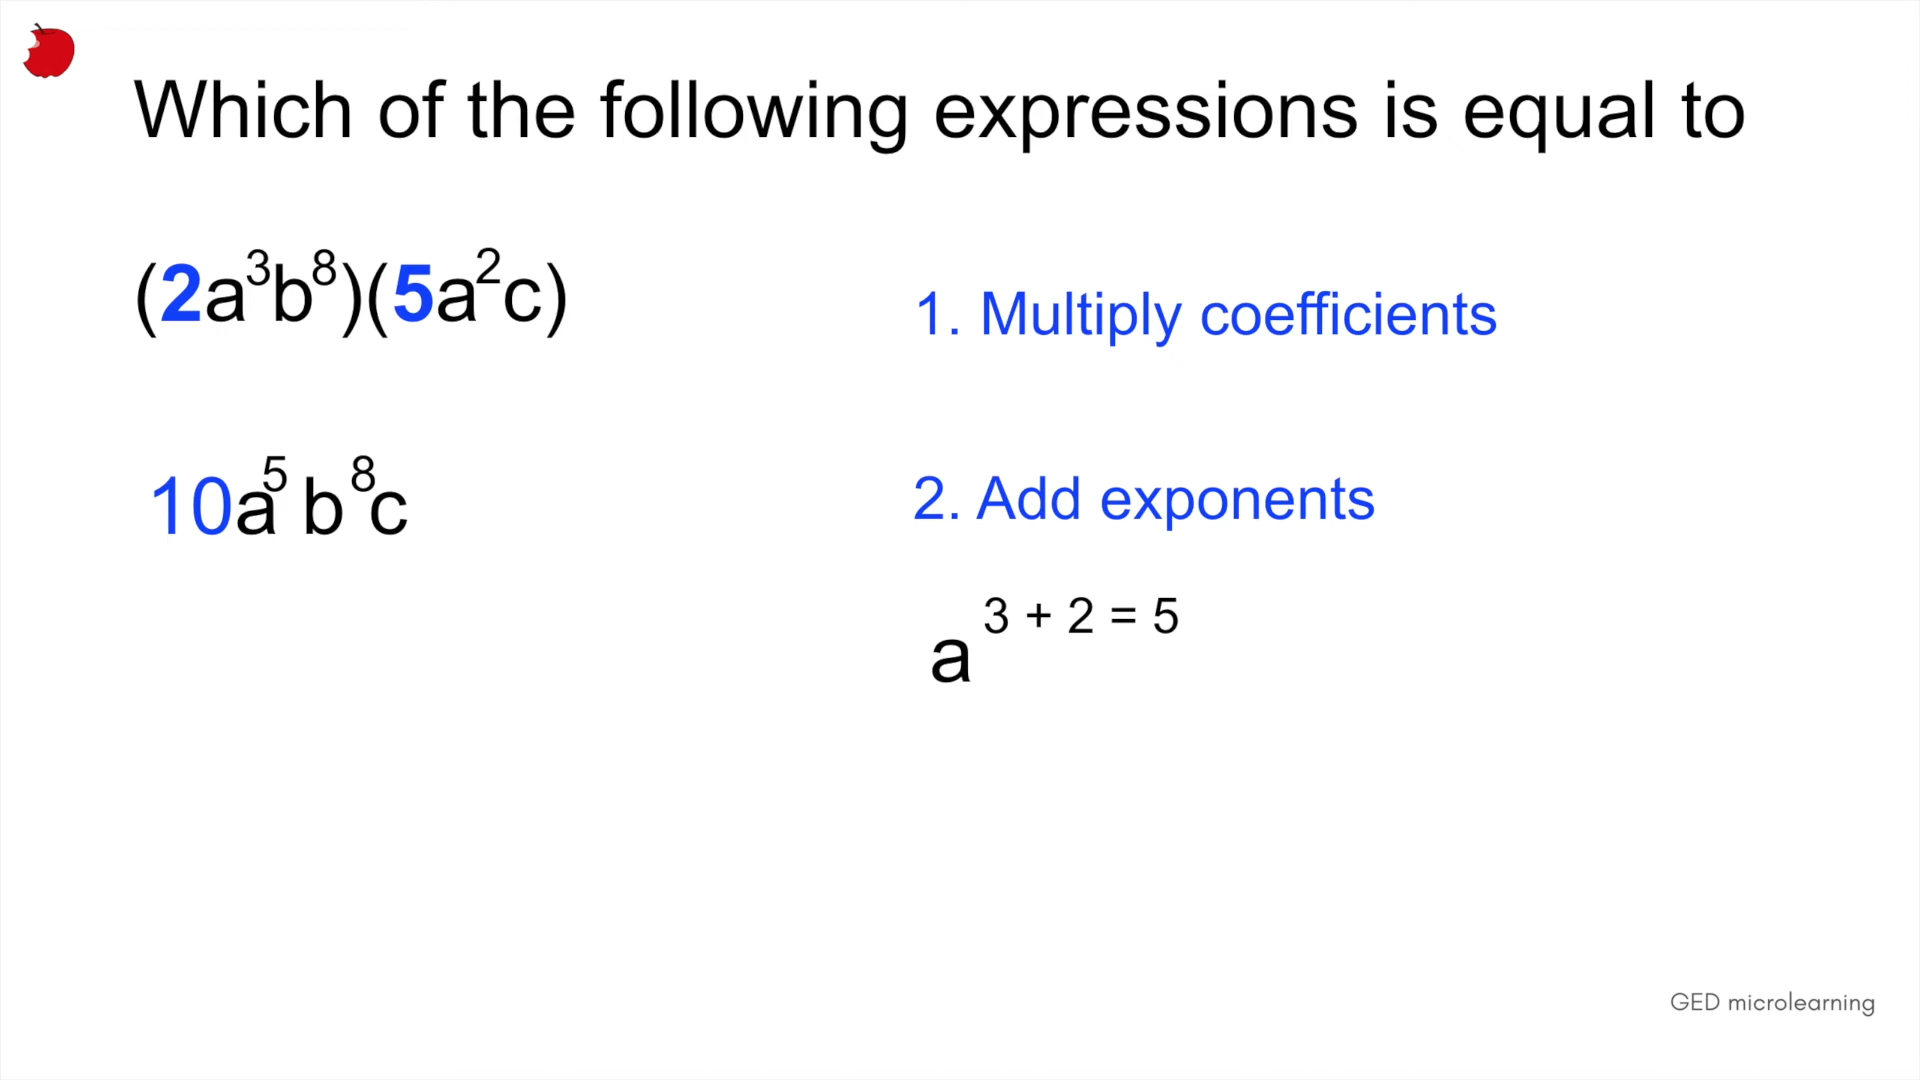 Which of the following expressions is equal to
(2a³b⁸)(5a²c)
1. Multiply coefficients
10a⁵b⁸c
2. Add exponents
a³ ⁺ ² ⁼ ⁵
GED microlearning